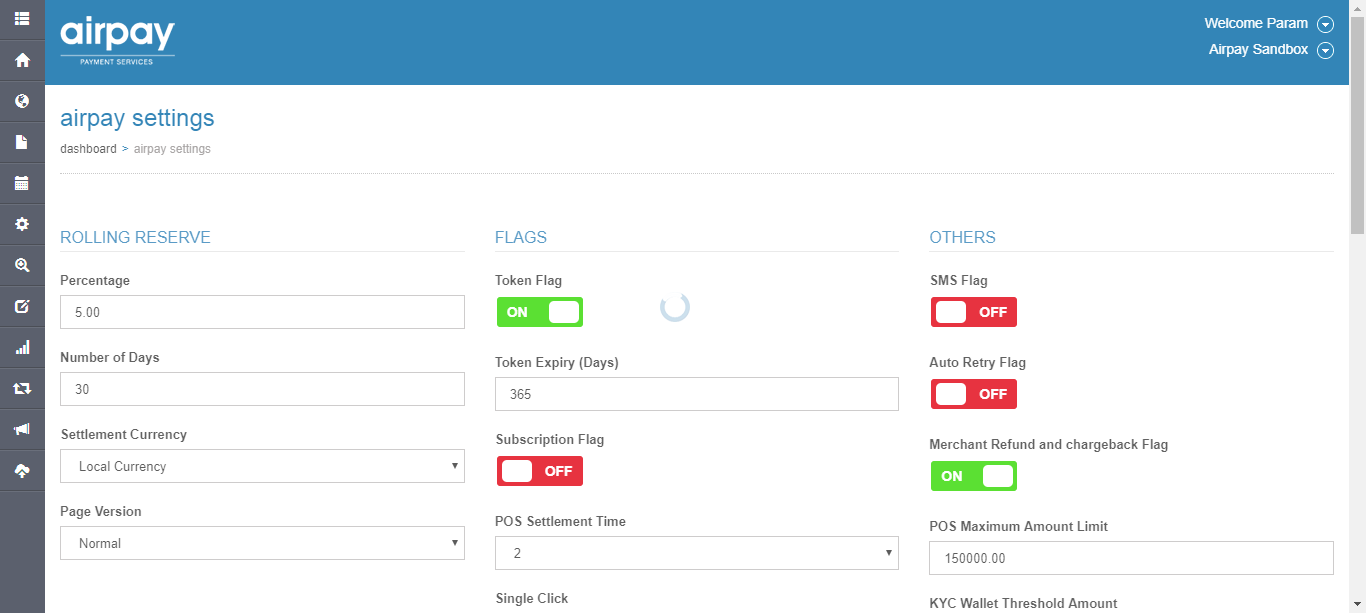 airpay
PAYMENT SERVICES
Welcome Param
Airpay Sandbox
airpay settings
dashboard > airpay settings
ROLLING RESERVE
Percentage
5.00
Number of Days
30
Settlement Currency
Local Currency
Page Version
Normal
FLAGS
Token Flag
ON
Token Expiry (Days)
365
Subscription Flag
OFF
POS Settlement Time
2
Single Click
OTHERS
SMS Flag
OFF
Auto Retry Flag
OFF
Merchant Refund and chargeback Flag
ON
POS Maximum Amount Limit
150000.00
KYC Wallet Threshold Amount